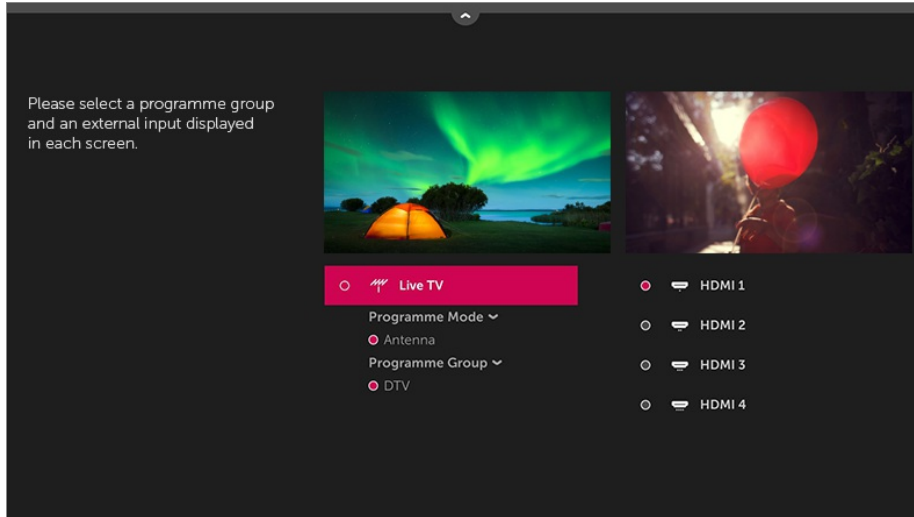 Please select a programme group
and an external input displayed
in each screen.
Live TV
Programme Mode
Antenna
Programme Group
DTV
HDMI 1
HDMI 2
HDMI 3
HDMI 4